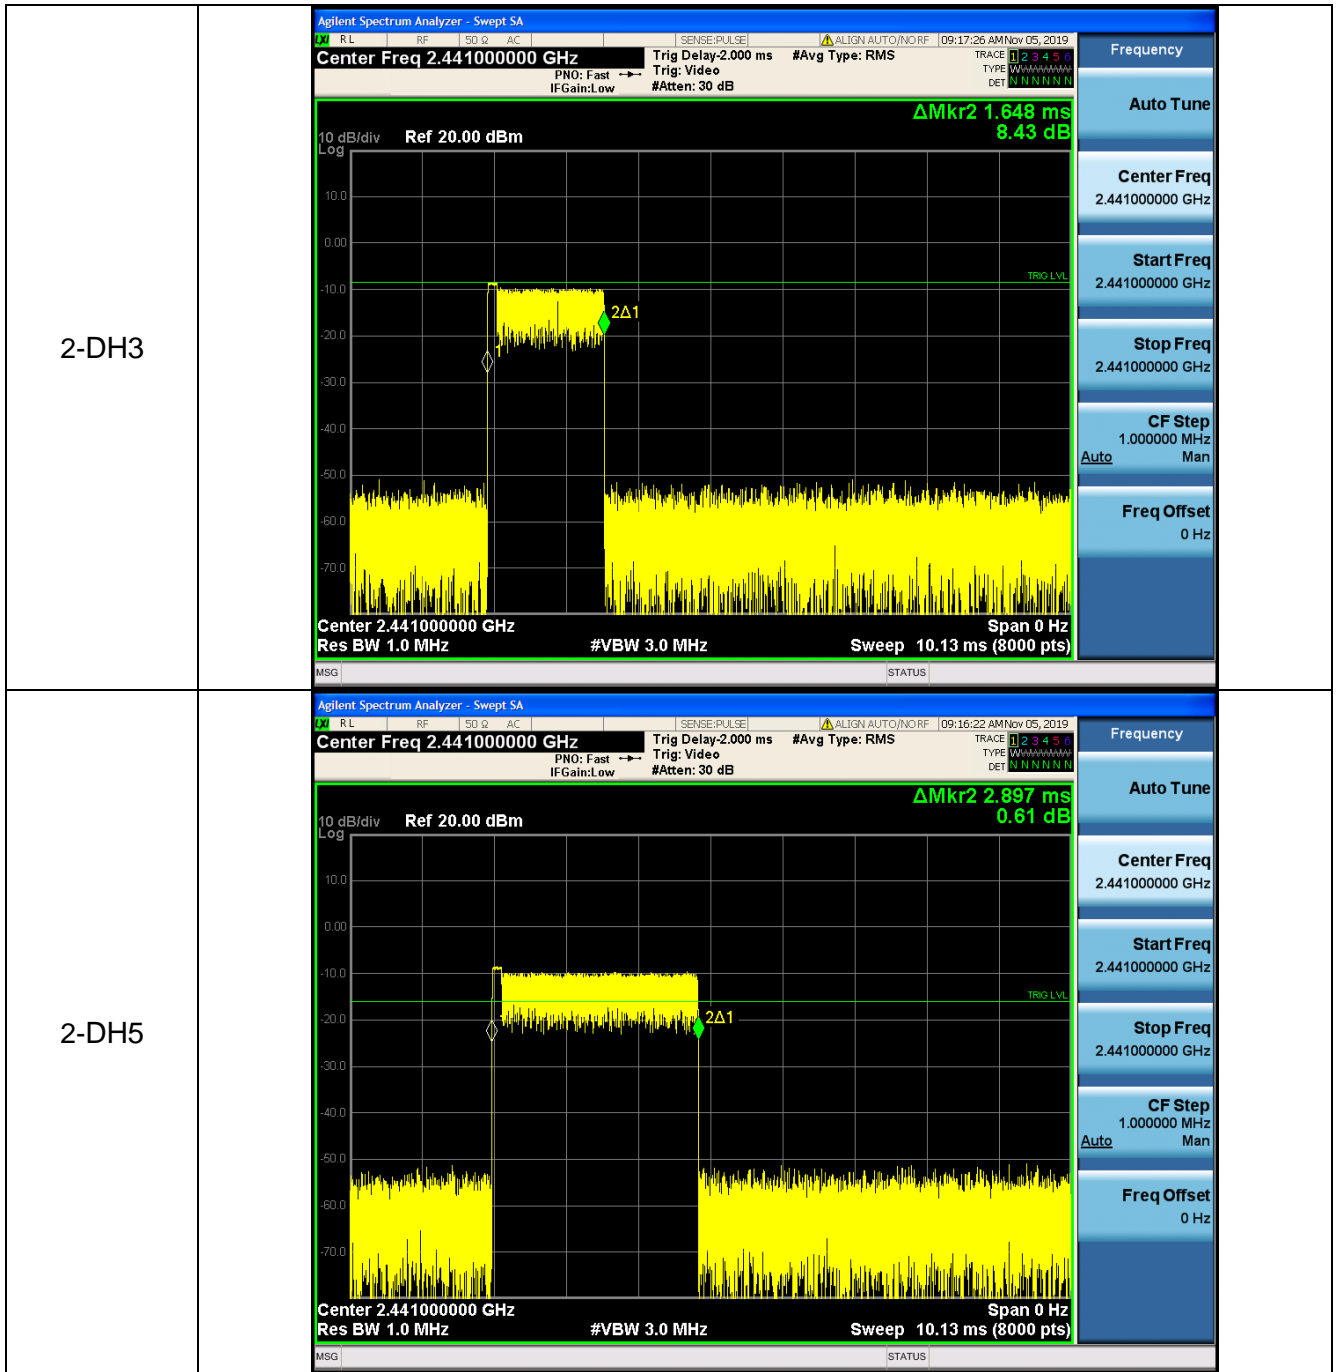 2-DH3
Agilent Spectrum Analyzer - Swept SA
LXI RL RF 50 Ω AC SENSE:PULSE ALIGN AUTO/NO RF 09:17:26 AM Nov 05, 2019
Center Freq 2.441000000 GHz
PNO: Fast
IFGain:Low
Trig Delay-2.000 ms
Trig: Video
#Atten: 30 dB
#Avg Type: RMS
TRACE 1 2 3 4 5 6
TYPE WWWWWW
DET N N N N N N
ΔMkr2 1.648 ms
8.43 dB
10 dB/div
Log
Ref 20.00 dBm
10.0
0.00
-10.0
-20.0
-30.0
-40.0
-50.0
-60.0
-70.0
TRIG LVL
2Δ1
Center 2.441000000 GHz
Span 0 Hz
Res BW 1.0 MHz
#VBW 3.0 MHz
Sweep 10.13 ms (8000 pts)
MSG
STATUS
Frequency
Auto Tune
Center Freq
2.441000000 GHz
Start Freq
2.441000000 GHz
Stop Freq
2.441000000 GHz
CF Step
1.000000 MHz
Auto Man
Freq Offset
0 Hz
2-DH5
Agilent Spectrum Analyzer - Swept SA
LXI RL RF 50 Ω AC SENSE:PULSE ALIGN AUTO/NO RF 09:16:22 AM Nov 05, 2019
Center Freq 2.441000000 GHz
PNO: Fast
IFGain:Low
Trig Delay-2.000 ms
Trig: Video
#Atten: 30 dB
#Avg Type: RMS
TRACE 1 2 3 4 5 6
TYPE WWWWWW
DET N N N N N N
ΔMkr2 2.897 ms
0.61 dB
10 dB/div
Log
Ref 20.00 dBm
10.0
0.00
-10.0
-20.0
-30.0
-40.0
-50.0
-60.0
-70.0
TRIG LVL
2Δ1
Center 2.441000000 GHz
Span 0 Hz
Res BW 1.0 MHz
#VBW 3.0 MHz
Sweep 10.13 ms (8000 pts)
MSG
STATUS
Frequency
Auto Tune
Center Freq
2.441000000 GHz
Start Freq
2.441000000 GHz
Stop Freq
2.441000000 GHz
CF Step
1.000000 MHz
Auto Man
Freq Offset
0 Hz